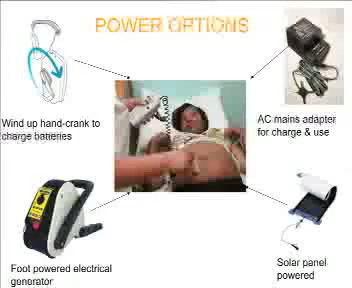 POWER OPTIONS
Wind up hand-crank to
charge batteries
AC mains adapter
for charge & use
Foot powered electrical
generator
Solar panel
powered